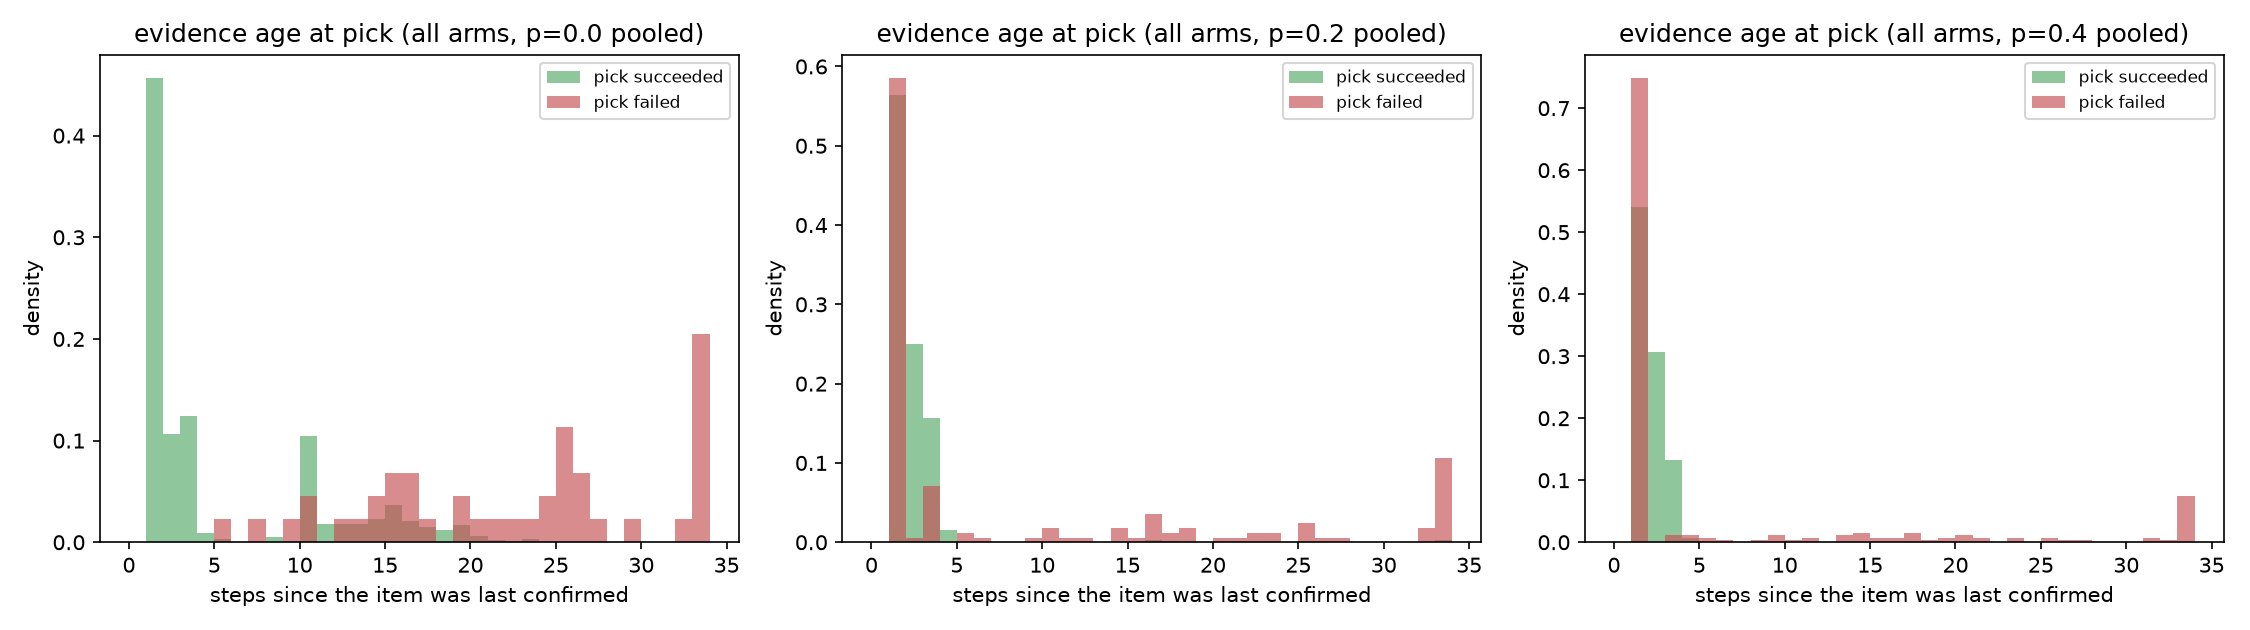 evidence age at pick (all arms, p=0.0 pooled)
pick succeeded
pick failed
density
0.4
0.3
0.2
0.1
0.0
0 5 10 15 20 25 30 35
steps since the item was last confirmed
evidence age at pick (all arms, p=0.2 pooled)
pick succeeded
pick failed
density
0.6
0.5
0.4
0.3
0.2
0.1
0.0
0 5 10 15 20 25 30 35
steps since the item was last confirmed
evidence age at pick (all arms, p=0.4 pooled)
pick succeeded
pick failed
density
0.7
0.6
0.5
0.4
0.3
0.2
0.1
0.0
0 5 10 15 20 25 30 35
steps since the item was last confirmed